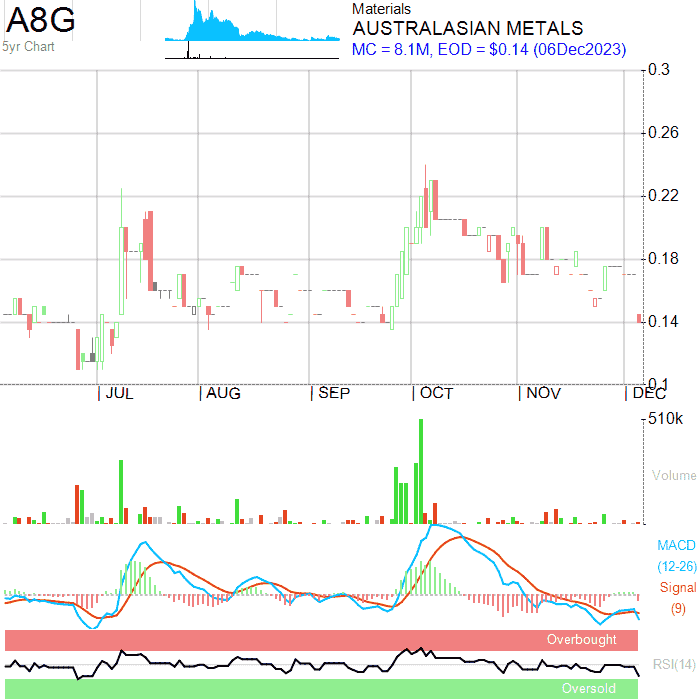 A8G
5yr Chart
Materials
AUSTRALASIAN METALS
MC = 8.1M, EOD = $0.14 (06Dec2023)
0.3
0.26
0.22
0.18
0.14
0.1
JUL AUG SEP OCT NOV DEC
510k
Volume
MACD
(12-26)
Signal
(9)
Overbought
RSI(14)
Oversold